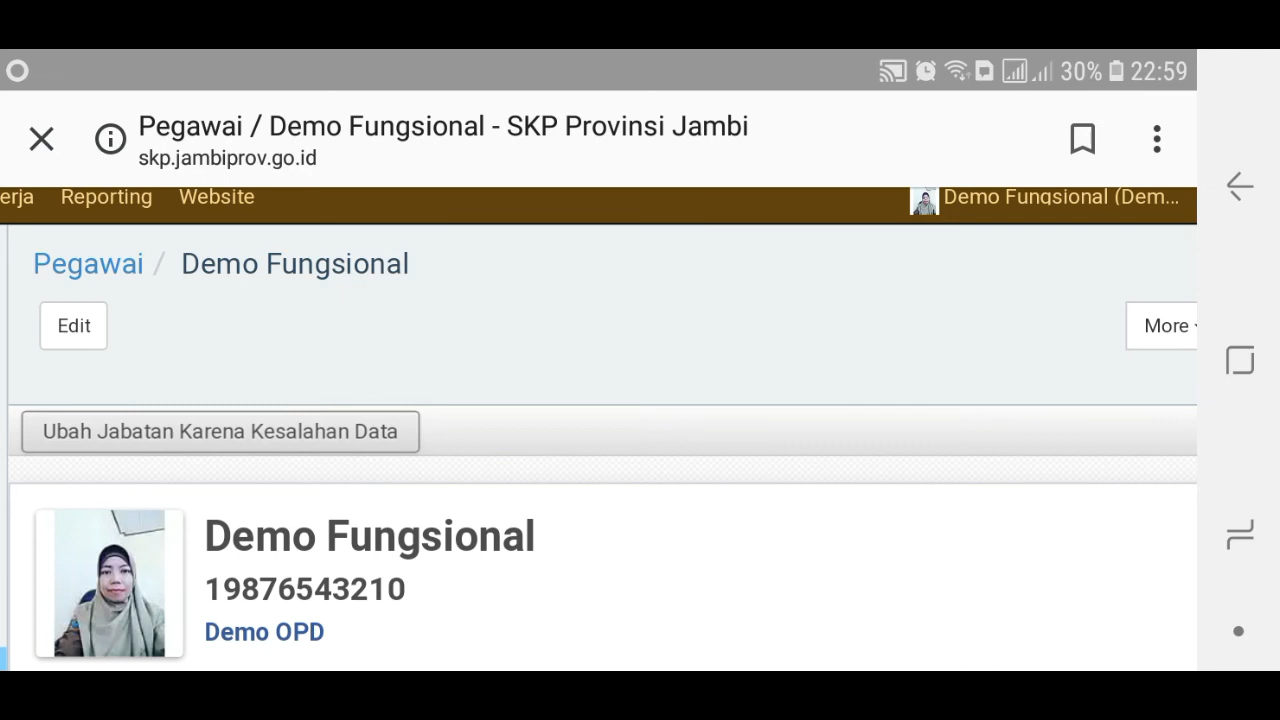 30% 22:59
Pegawai / Demo Fungsional - SKP Provinsi Jambi
skp.jambiprov.go.id
erja Reporting Website Demo Fungsional (Dem...
Pegawai / Demo Fungsional
Edit More
Ubah Jabatan Karena Kesalahan Data
Demo Fungsional
19876543210
Demo OPD